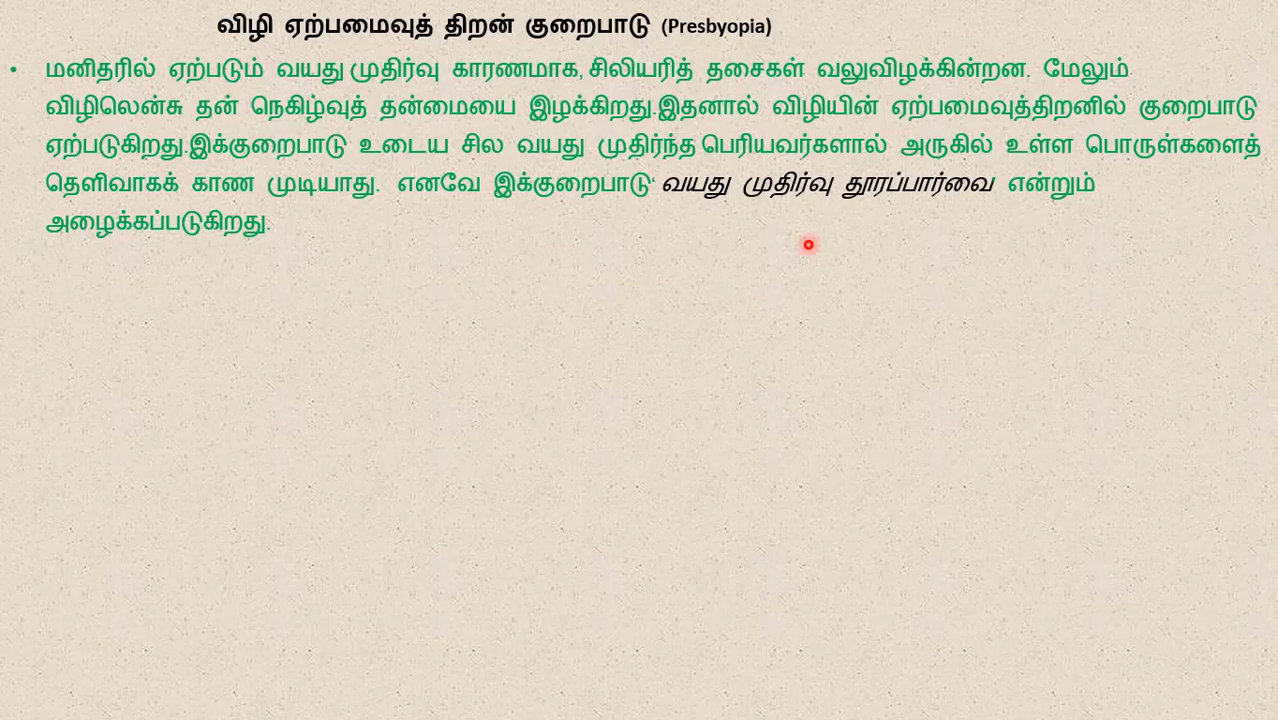 விழி ஏற்பமைவுத் திறன் குறைபாடு (Presbyopia)
• மனிதரில் ஏற்படும் வயது முதிர்வு காரணமாக, சிலியரித் தசைகள் வலுவிழக்கின்றன. மேலும்
விழிலென்சு தன் நெகிழ்வுத் தன்மையை இழக்கிறது.இதனால் விழியின் ஏற்பமைவுத்திறனில் குறைபாடு
ஏற்படுகிறது.இக்குறைபாடு உடைய சில வயது முதிர்ந்த பெரியவர்களால் அருகில் உள்ள பொருள்களைத்
தெளிவாகக் காண முடியாது. எனவே இக்குறைபாடு‘ வயது முதிர்வு தூரப்பார்வை என்றும்
அழைக்கப்படுகிறது.